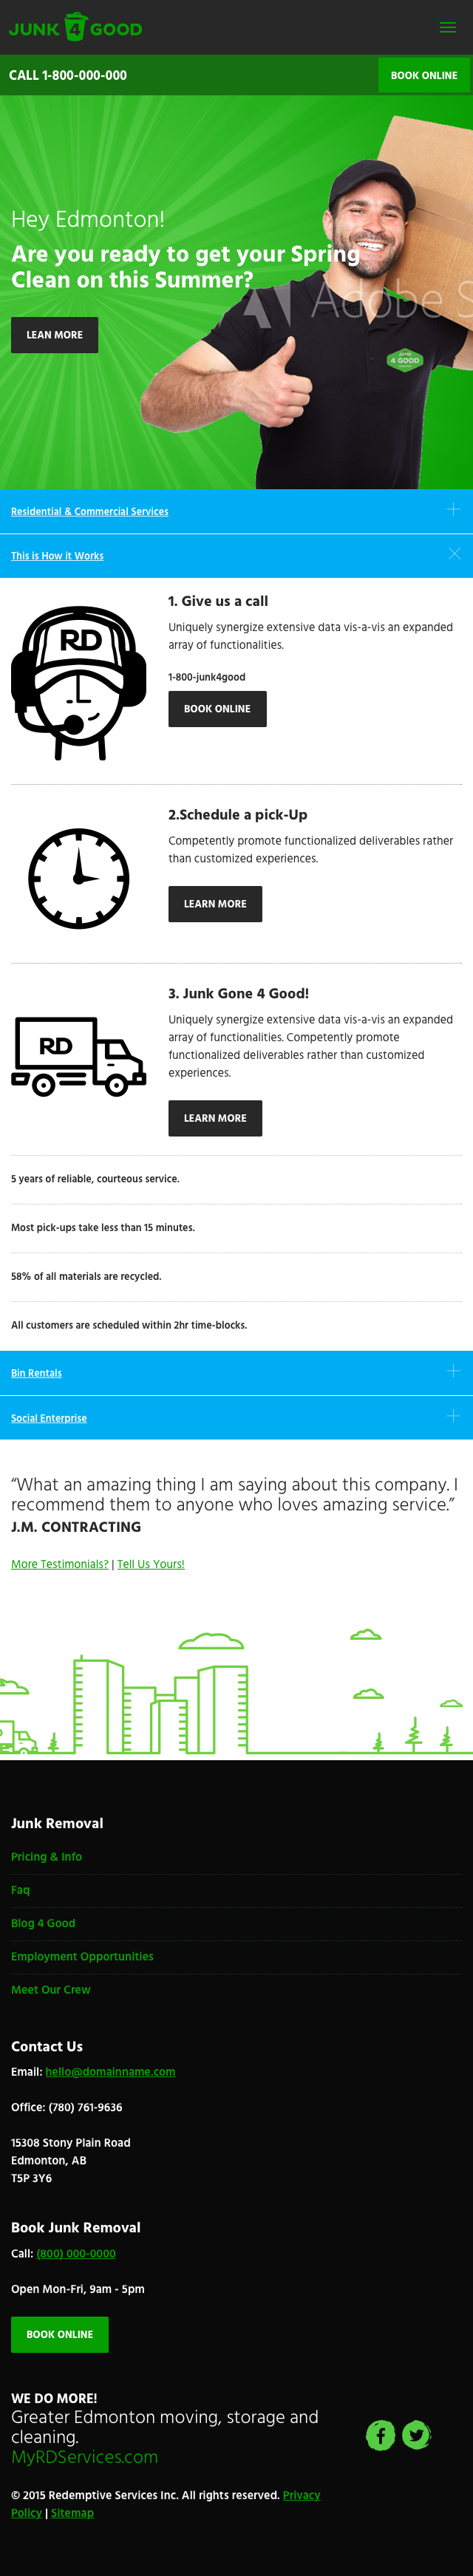 JUNK 4 GOOD
CALL 1-800-000-000
BOOK ONLINE
Hey Edmonton!
Are you ready to get your Spring
Clean on this Summer?
Adobe S
LEAN MORE
JUNK
4 GOOD
Residential & Commercial Services
This is How it Works
RD
1. Give us a call
Uniquely synergize extensive data vis-a-vis an expanded
array of functionalities.
1-800-junk4good
BOOK ONLINE
2.Schedule a pick-Up
Competently promote functionalized deliverables rather
than customized experiences.
LEARN MORE
RD
3. Junk Gone 4 Good!
Uniquely synergize extensive data vis-a-vis an expanded
array of functionalities. Competently promote
functionalized deliverables rather than customized
experiences.
LEARN MORE
5 years of reliable, courteous service.
Most pick-ups take less than 15 minutes.
58% of all materials are recycled.
All customers are scheduled within 2hr time-blocks.
Bin Rentals
Social Enterprise
“What an amazing thing I am saying about this company. I
recommend them to anyone who loves amazing service.”
J.M. CONTRACTING
More Testimonials? | Tell Us Yours!
Junk Removal
Pricing & Info
Faq
Blog 4 Good
Employment Opportunities
Meet Our Crew
Contact Us
Email: hello@domainname.com
Office: (780) 761-9636
15308 Stony Plain Road
Edmonton, AB
T5P 3Y6
Book Junk Removal
Call: (800) 000-0000
Open Mon-Fri, 9am - 5pm
BOOK ONLINE
WE DO MORE!
Greater Edmonton moving, storage and
cleaning.
MyRDServices.com
© 2015 Redemptive Services Inc. All rights reserved. Privacy
Policy | Sitemap